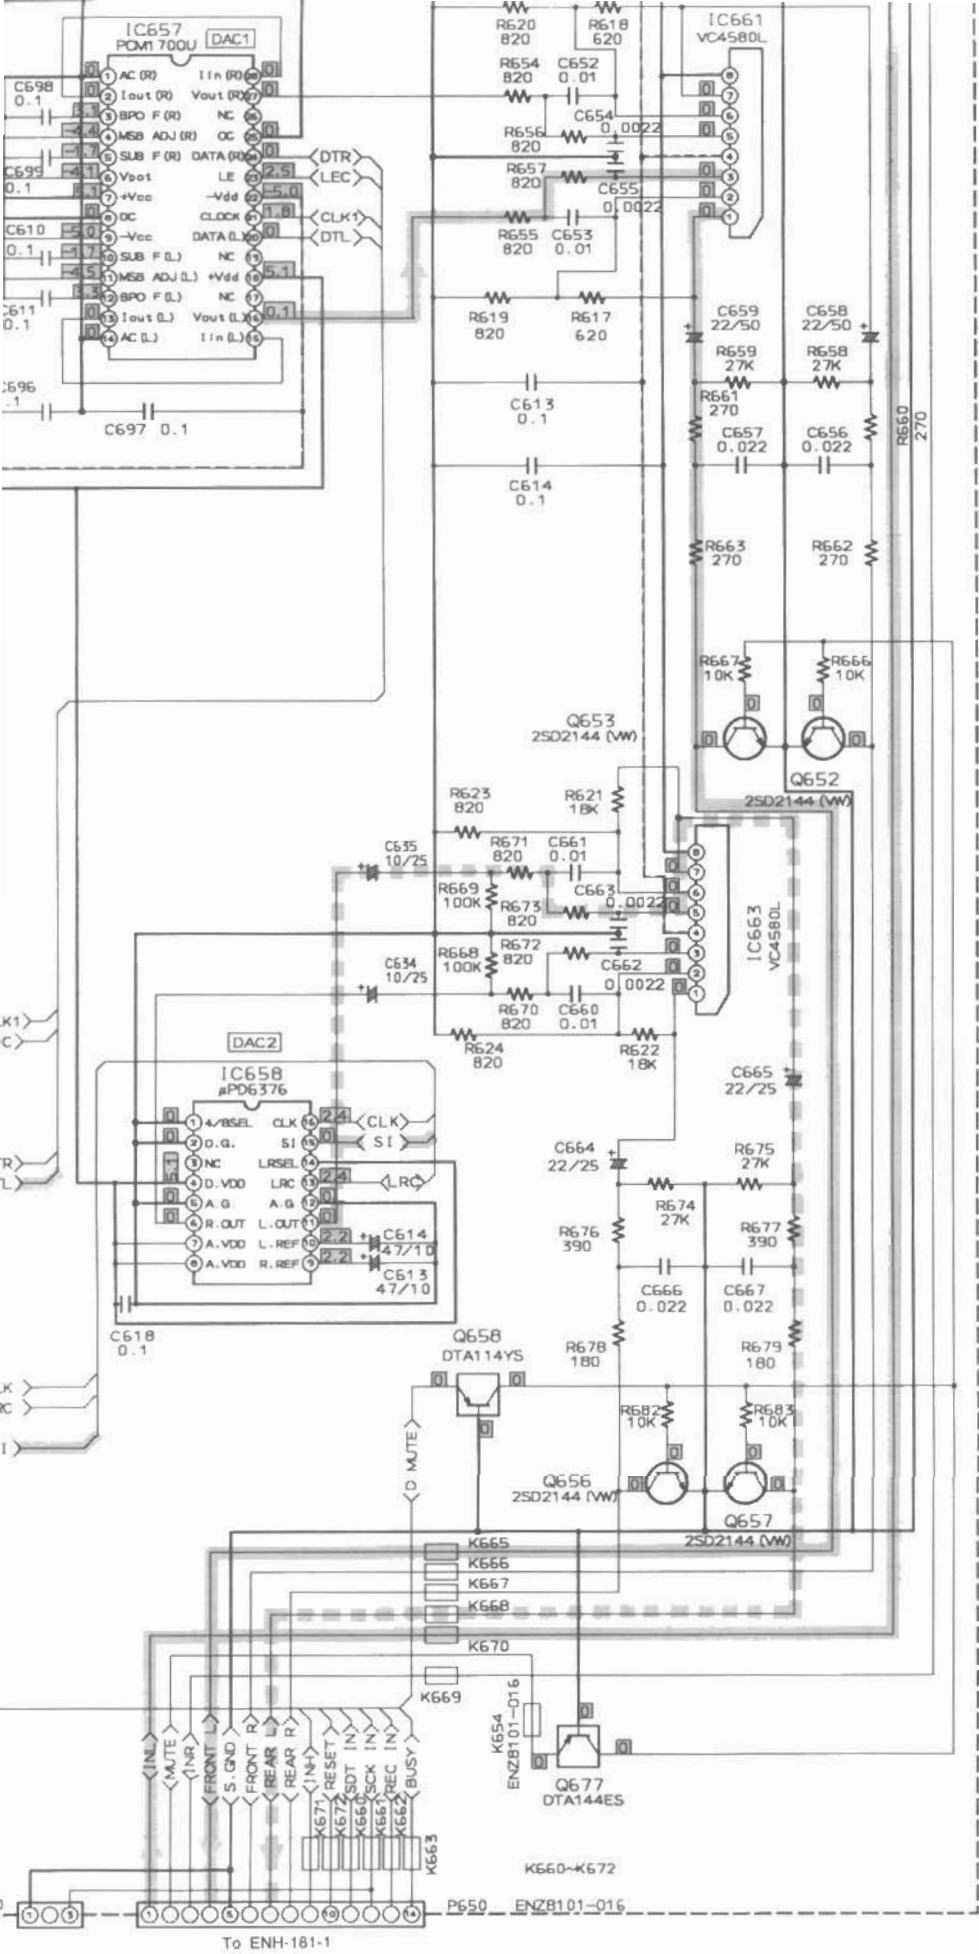 IC657
PCM1700U
DAC1
AC(R)
Iout(R)
BPO F(R)
MSB ADJ(R)
SUB F(R)
Vpot
+Vcc
DC
-Vcc
SUB F(L)
MSB ADJ(L)
BPO F(L)
Iout(L)
AC(L)
Iin(R)
Vout(R)
NC
OC
DATA(R)
LE
-Vdd
CLOCK
DATA(L)
NC
+Vdd
NC
Vout(L)
Iin(L)
C698
0.1
C699
0.1
C610
0.1
C611
0.1
C696
.1
C697 0.1
DTR
LEC
CLK1
DTL
R620
820
R618
620
R654
820
C652
0.01
R656
820
C654
0.0022
R657
820
C655
0.0022
R655
820
C653
0.01
R619
820
R617
620
IC661
VC4580L
C613
0.1
C614
0.1
C659
22/50
C658
22/50
R659
27K
R658
27K
R661
270
C657
0.022
C656
0.022
R660
270
R663
270
R662
270
R667
10K
R666
10K
Q653
2SD2144 (VW)
Q652
2SD2144 (VW)
R623
820
R621
18K
C635
10/25
R671
820
C661
0.01
R669
100K
R673
820
C663
0.0022
R668
100K
R672
820
C662
0.0022
C634
10/25
R670
820
C660
0.01
R624
820
R622
18K
IC663
VC4580L
DAC2
IC658
µPD6376
4/8SEL
D.G.
NC
D.VDD
A.G
R.OUT
A.VDD
A.VDD
CLK
SI
LRSEL
LRC
A.G
L.OUT
L.REF
R.REF
CLK
SI
LRC
C614
47/10
C613
47/10
C618
0.1
C665
22/25
C664
22/25
R675
27K
R674
27K
R676
390
R677
390
C666
0.022
C667
0.022
R678
180
R679
180
Q658
DTA114YS
R682
10K
R683
10K
Q656
2SD2144 (VW)
Q657
2SD2144 (VW)
D MUTE
K665
K666
K667
K668
K670
K669
K654
ENZ8101-016
Q677
DTA144ES
INL
MUTE
INR
FRONT L
S.GND
FRONT R
REAR L
REAR R
INH
RESET
SDT IN
SCK IN
REC IN
BUSY
K671
K672
K660
K661
K662
K663
K660~K672
P650 ENZ8101-016
To ENH-181-1